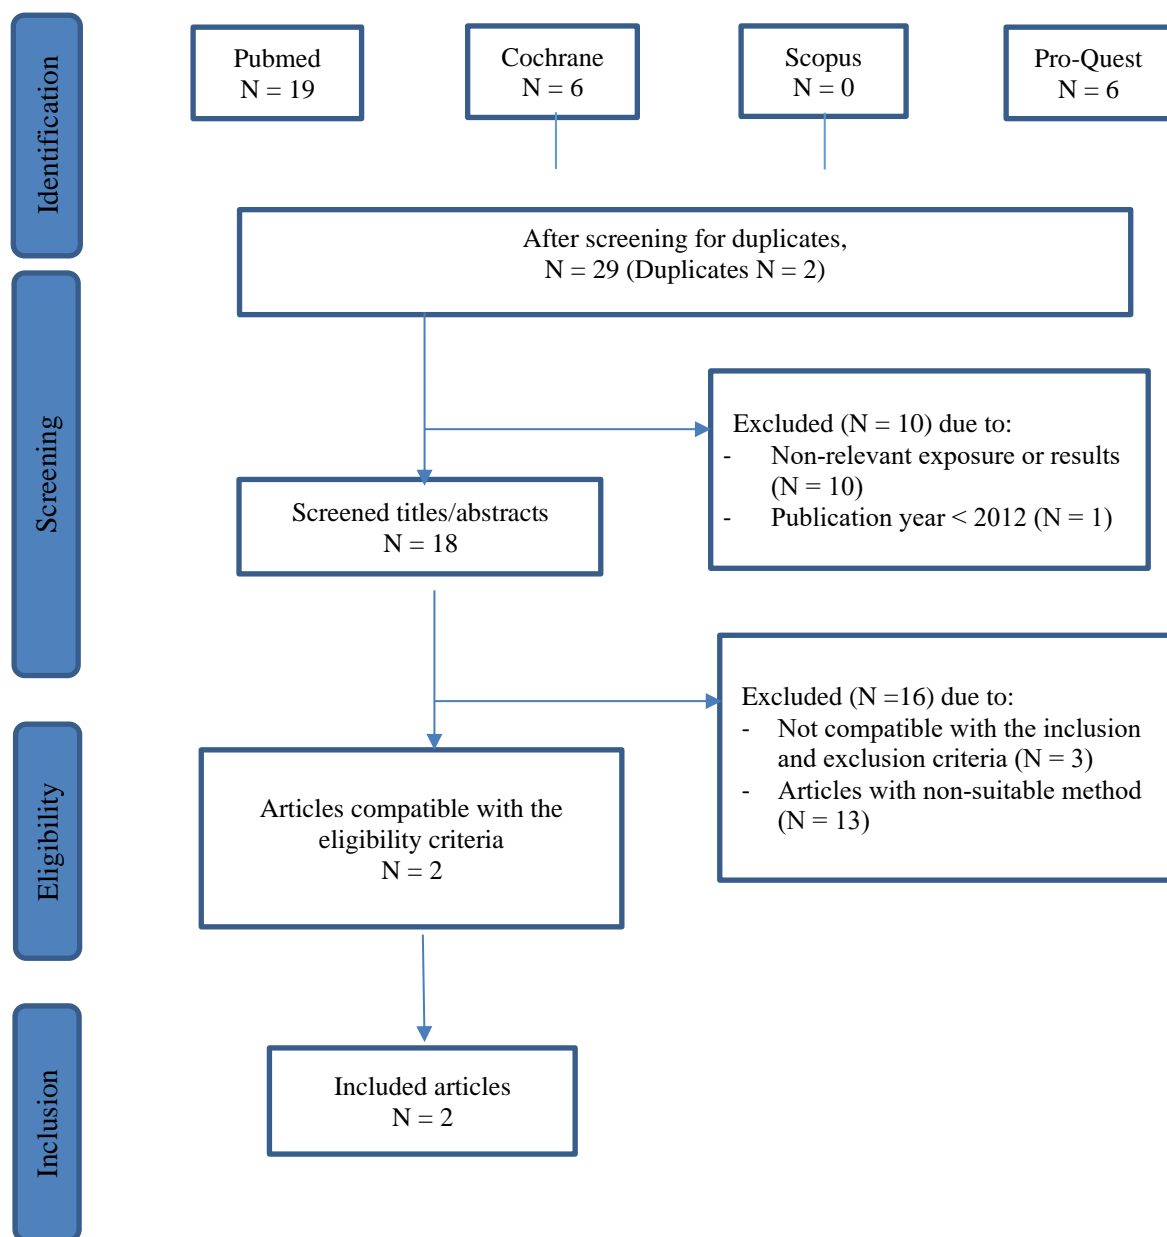 Identification
Pubmed
N = 19
Cochrane
N = 6
Scopus
N = 0
Pro-Quest
N = 6
After screening for duplicates,
N = 29 (Duplicates N = 2)
Screening
Excluded (N = 10) due to:
- Non-relevant exposure or results
(N = 10)
- Publication year < 2012 (N = 1)
Screened titles/abstracts
N = 18
Excluded (N =16) due to:
- Not compatible with the inclusion
and exclusion criteria (N = 3)
- Articles with non-suitable method
(N = 13)
Eligibility
Articles compatible with the
eligibility criteria
N = 2
Inclusion
Included articles
N = 2